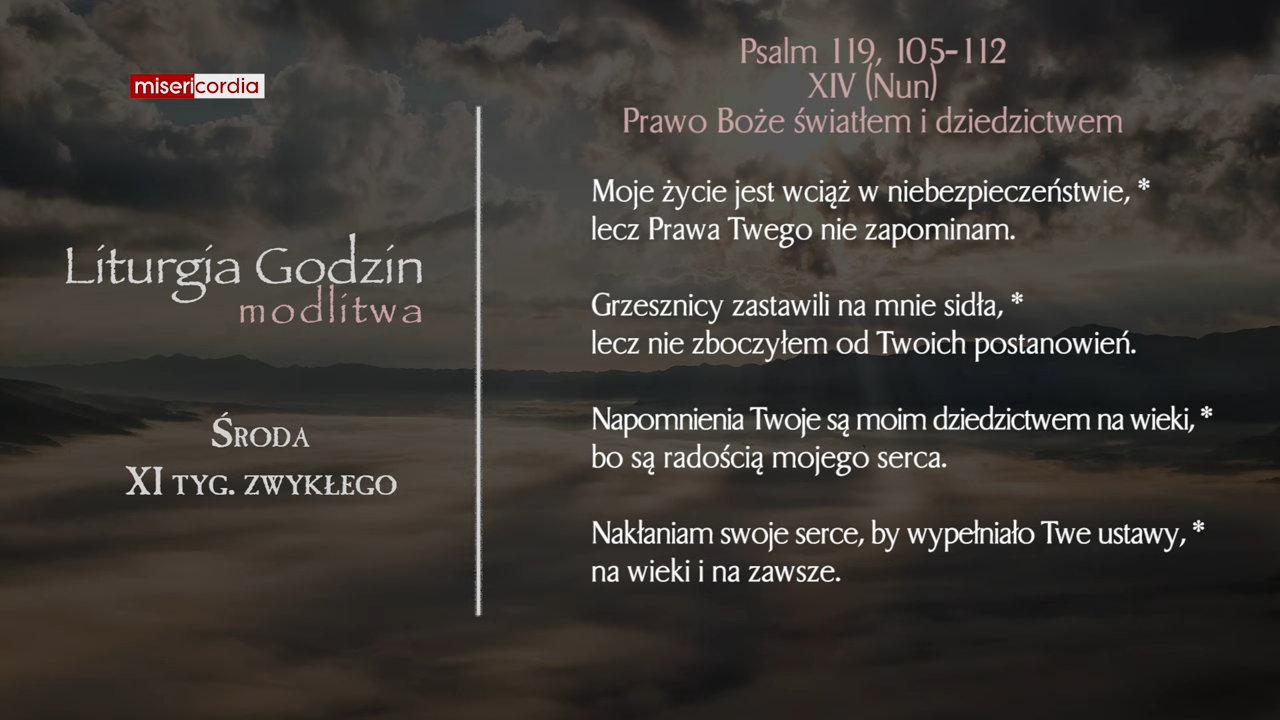 misericordia
Liturgia Godzin
modlitwa
Środa
XI tyg. zwykłego
Psalm 119, 105-112
XIV (Nun)
Prawo Boże światłem i dziedzictwem
Moje życie jest wciąż w niebezpieczeństwie, *
lecz Prawa Twego nie zapominam.
Grzesznicy zastawili na mnie sidła, *
lecz nie zboczyłem od Twoich postanowień.
Napomnienia Twoje są moim dziedzictwem na wieki, *
bo są radością mojego serca.
Nakłaniam swoje serce, by wypełniało Twe ustawy, *
na wieki i na zawsze.